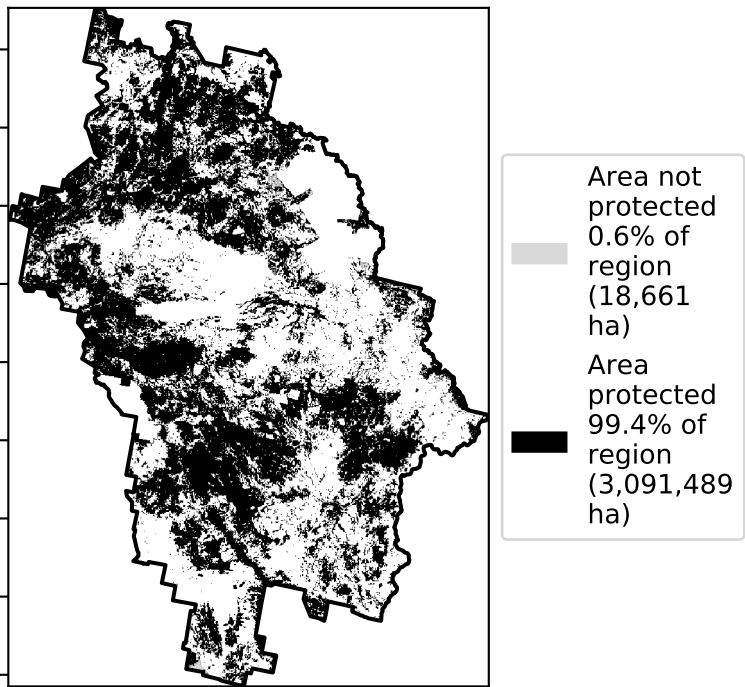 Area not
protected
0.6% of
region
(18,661
ha)
Area
protected
99.4% of
region
(3,091,489
ha)